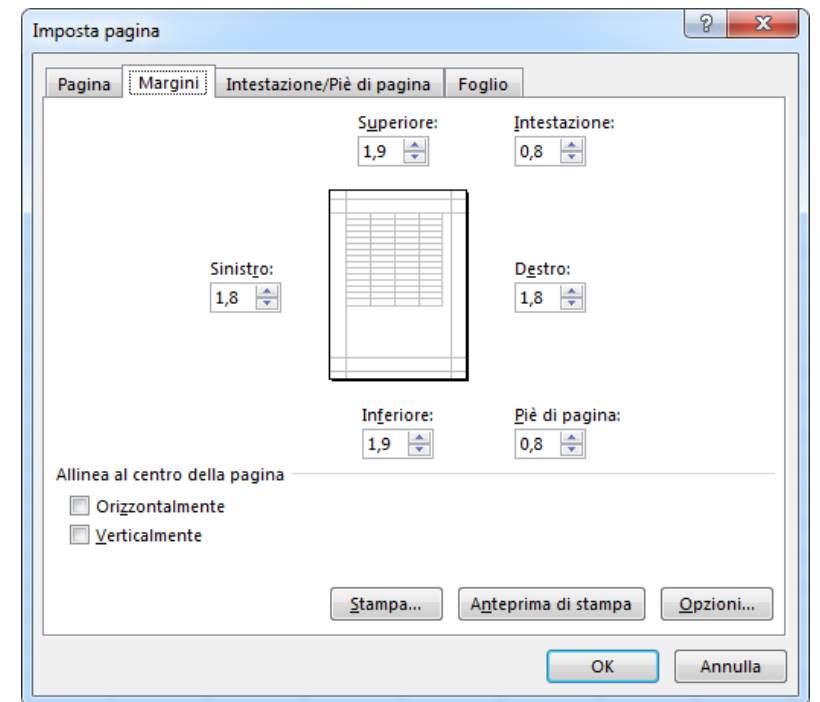 Imposta pagina
Pagina Margini Intestazione/Piè di pagina Foglio
Superiore: Intestazione:
1,9 0,8
Sinistro: Destro:
1,8 1,8
Inferiore: Piè di pagina:
1,9 0,8
Allinea al centro della pagina
Orizzontalmente
Verticalmente
Stampa... Anteprima di stampa Opzioni...
OK Annulla